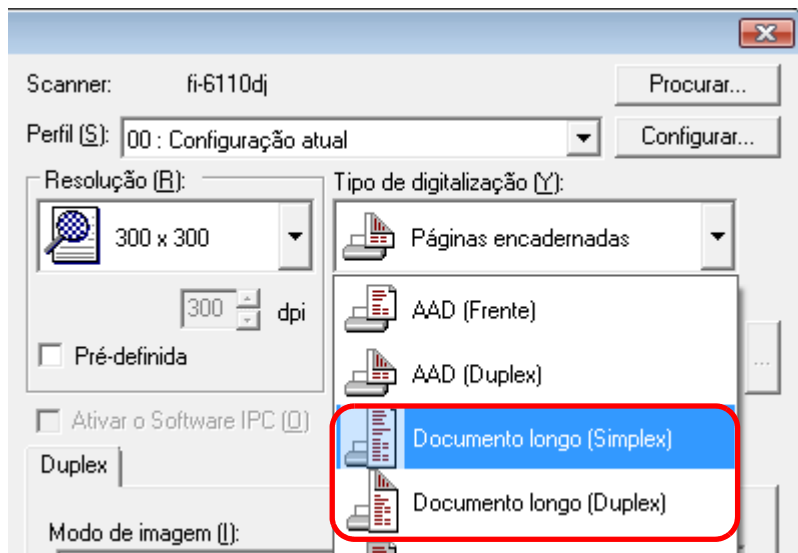 Scanner: fi-6110dj Procurar...
Perfil (S): 00 : Configuração atual Configurar...
Resolução (R): Tipo de digitalização (Y):
300 x 300 Páginas encadernadas
300 dpi AAD (Frente)
Pré-definida AAD (Duplex) ...
Ativar o Software IPC (O) Documento longo (Simplex)
Duplex
Documento longo (Duplex)
Modo de imagem (I):